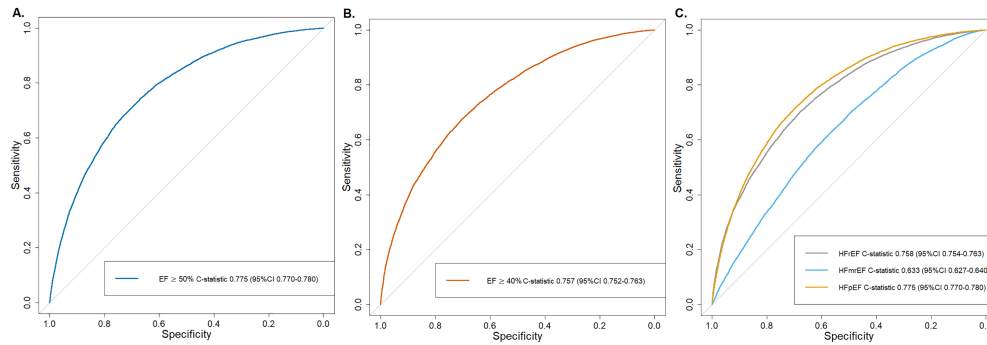 A.
Sensitivity
1.0
0.8
0.6
0.4
0.2
0.0
EF ≥ 50% C-statistic 0.775 (95%CI 0.770-0.780)
1.0 0.8 0.6 0.4 0.2 0.0
Specificity
B.
Sensitivity
1.0
0.8
0.6
0.4
0.2
0.0
EF ≥ 40% C-statistic 0.757 (95%CI 0.752-0.763)
1.0 0.8 0.6 0.4 0.2 0.0
Specificity
C.
Sensitivity
1.0
0.8
0.6
0.4
0.2
0.0
HFrEF C-statistic 0.758 (95%CI 0.754-0.763)
HFmrEF C-statistic 0.633 (95%CI 0.627-0.640
HFpEF C-statistic 0.775 (95%CI 0.770-0.780)
1.0 0.8 0.6 0.4 0.2 0.
Specificity